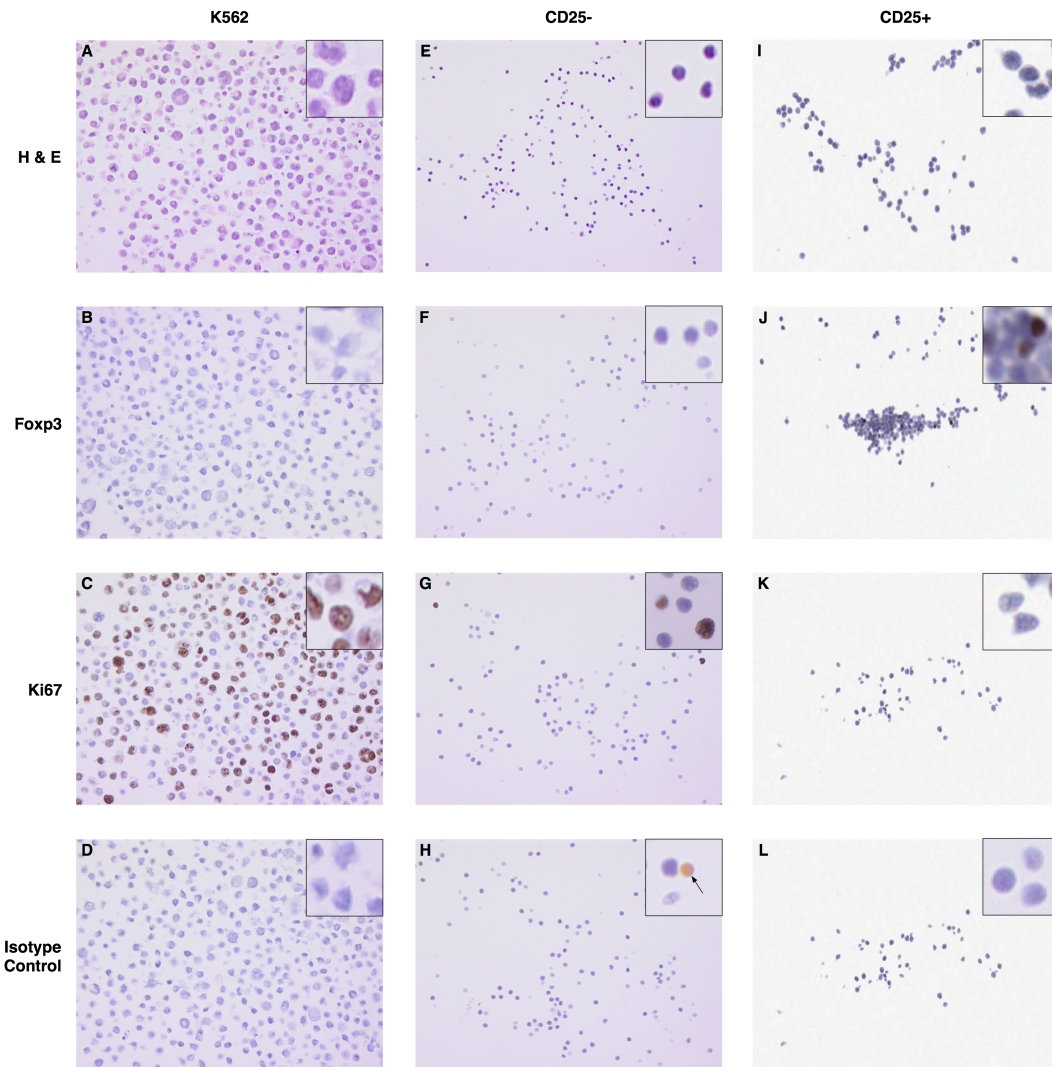 K562 CD25- CD25+
A E I
H & E
B F J
Foxp3
C G K
Ki67
D H L
Isotype
Control